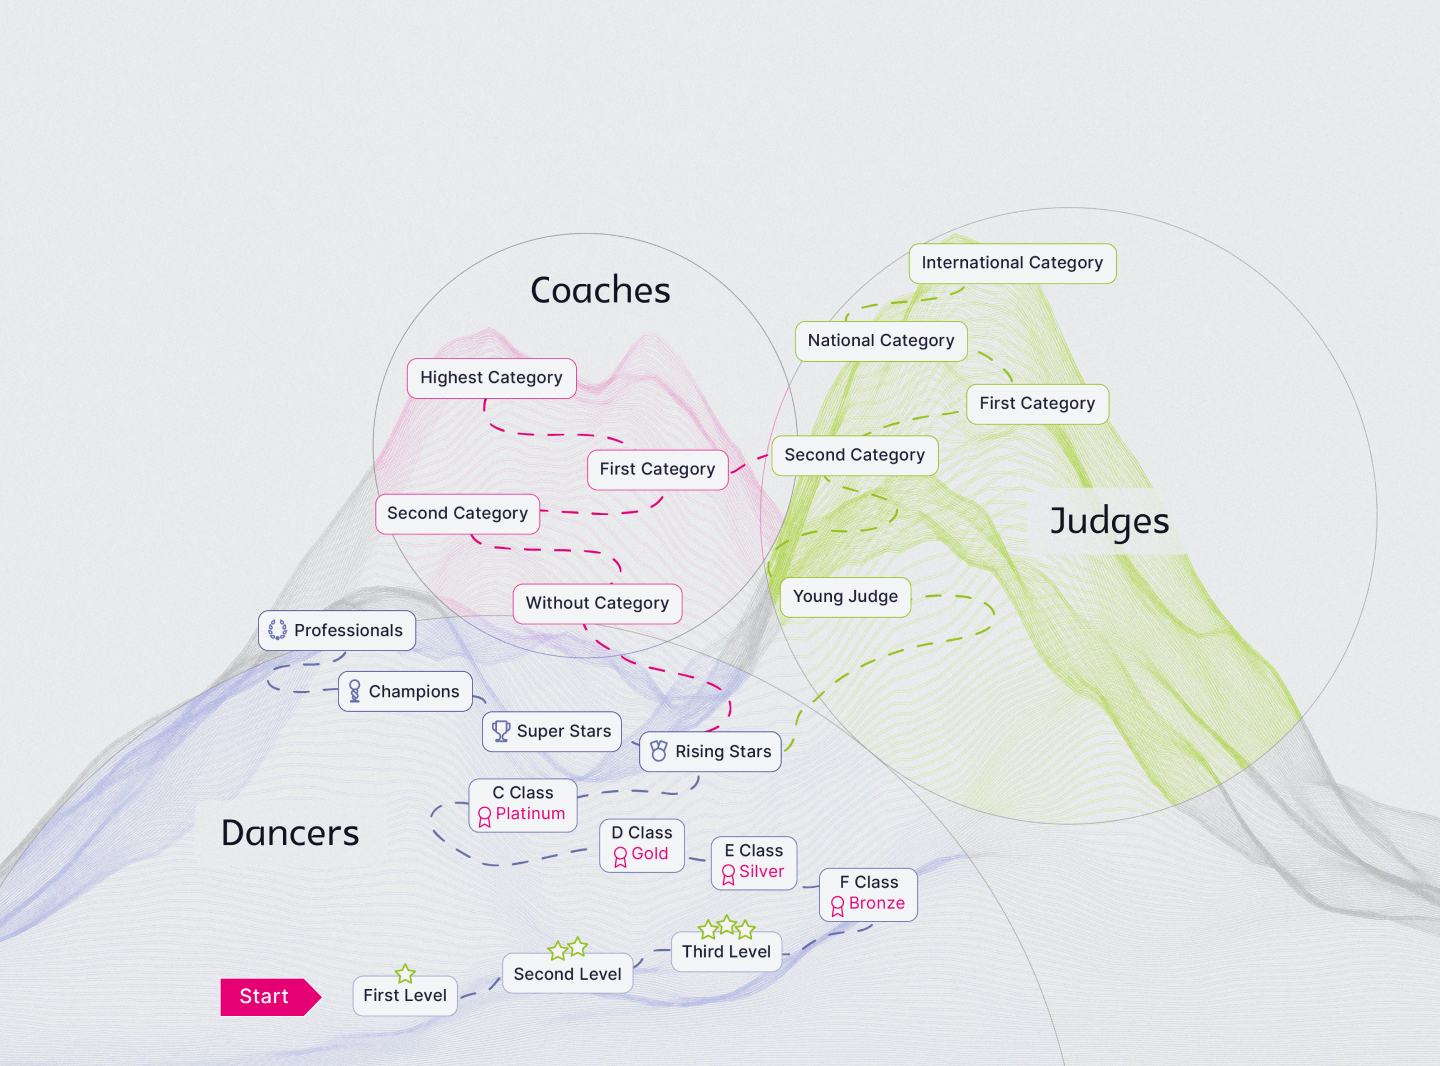 Coaches
Highest Category
First Category
Second Category
Without Category
International Category
National Category
First Category
Second Category
Judges
Young Judge
Professionals
Champions
Super Stars
Rising Stars
Dancers
C Class
Platinum
D Class
Gold
E Class
Silver
F Class
Bronze
Third Level
Second Level
First Level
Start